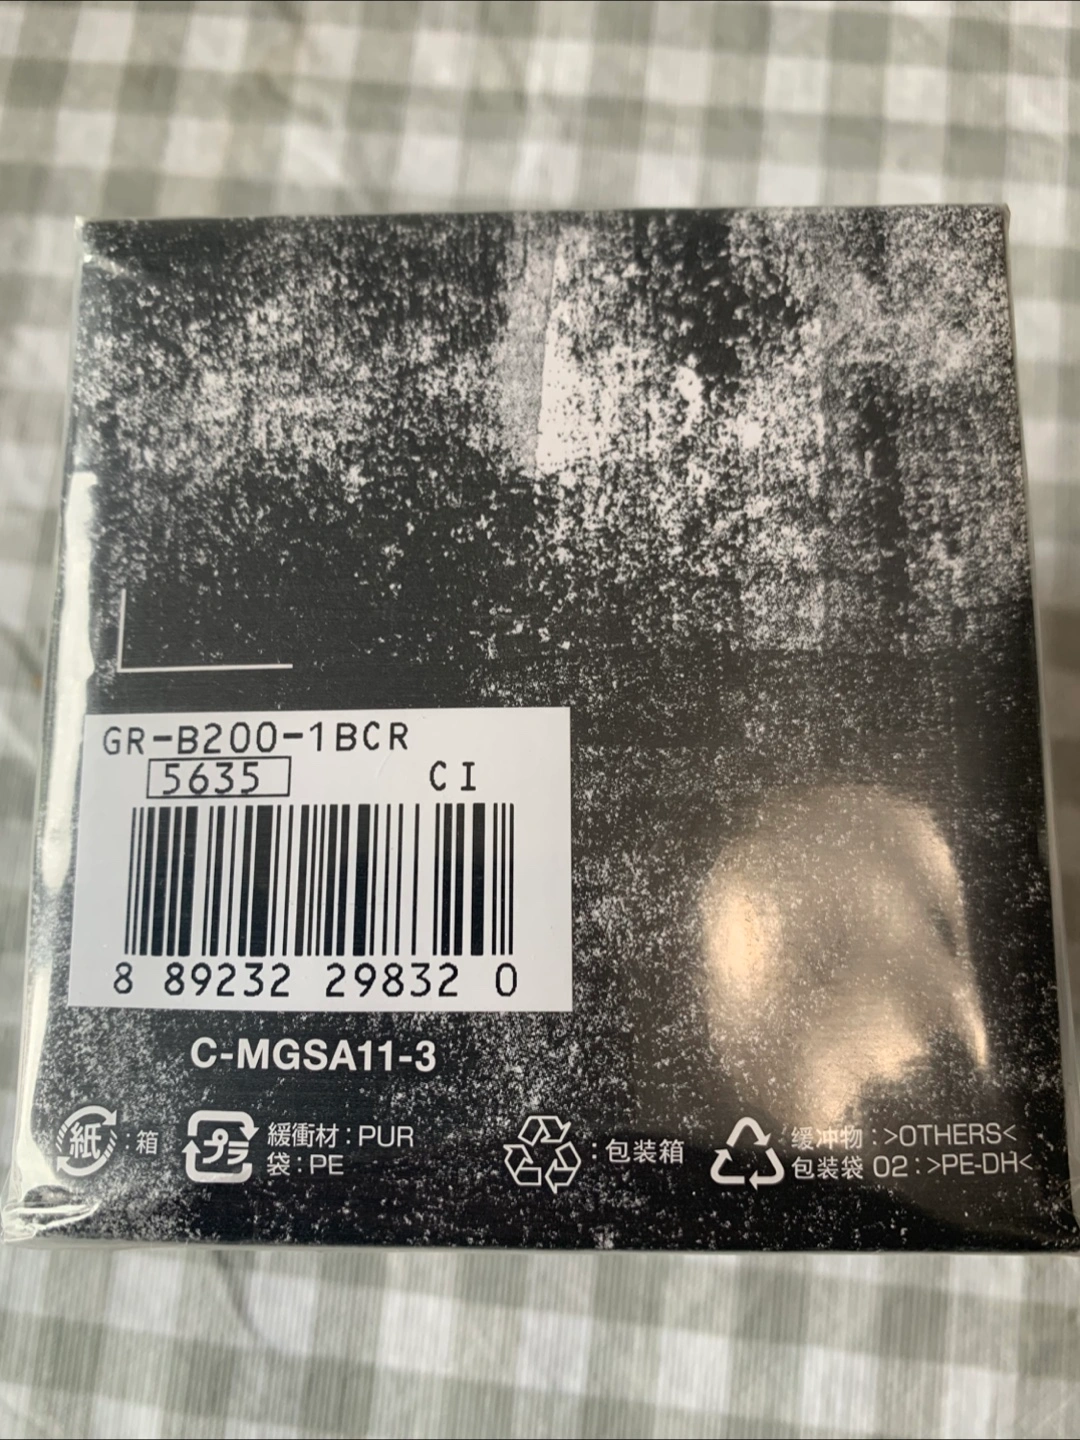 GR-B200-1BCR
5635 CI
8 89232 29832 0
C-MGSA11-3
紙 : 箱
プラ 緩衝材 : PUR
袋 : PE
: 包装箱
缓冲物 : >OTHERS<
包装袋 02 : >PE-DH<